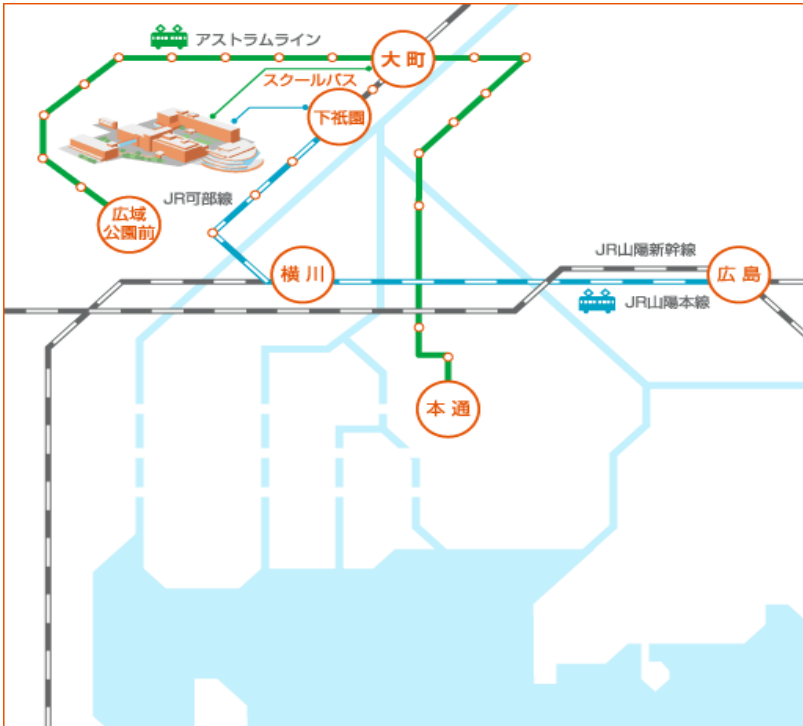 アストラムライン
大町
スクールバス
下祇園
JR可部線
広域
公園前
横川
JR山陽新幹線
広島
JR山陽本線
本通